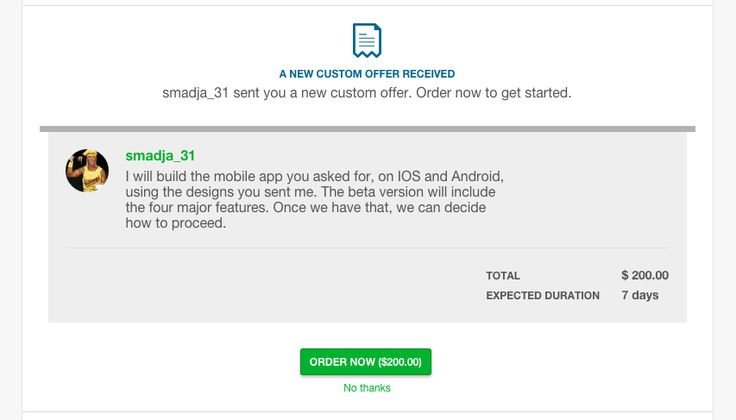 A NEW CUSTOM OFFER RECEIVED
smadja_31 sent you a new custom offer. Order now to get started.
smadja_31
I will build the mobile app you asked for, on IOS and Android,
using the designs you sent me. The beta version will include
the four major features. Once we have that, we can decide
how to proceed.
TOTAL $ 200.00
EXPECTED DURATION 7 days
ORDER NOW ($200.00)
No thanks